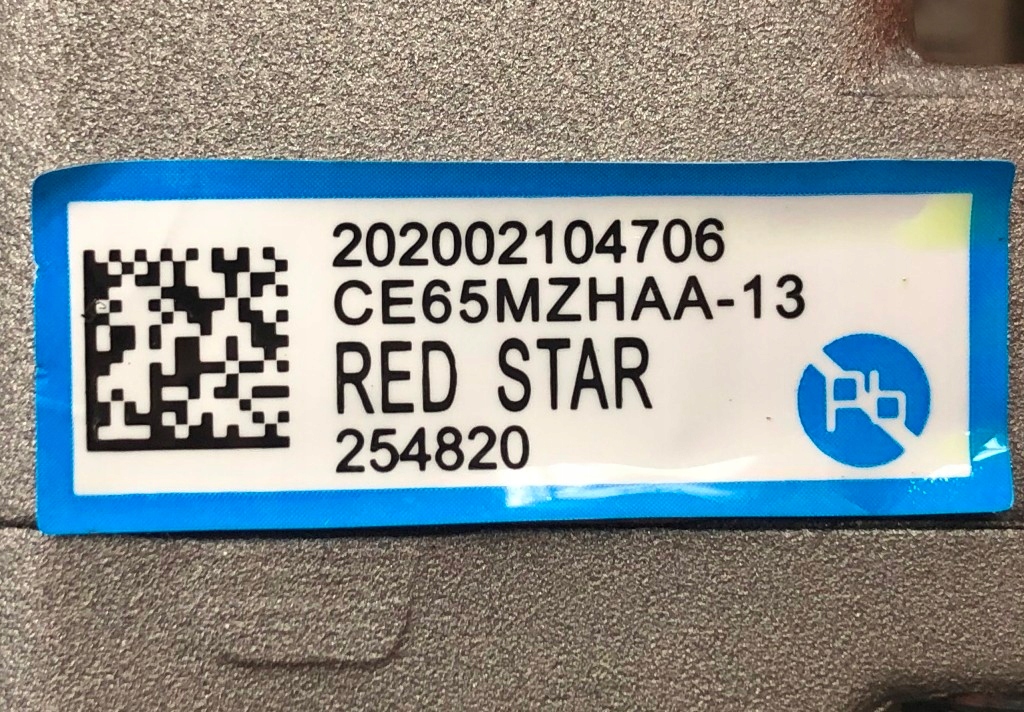 202002104706
CE65MZHAA-13
RED STAR
254820
Pb